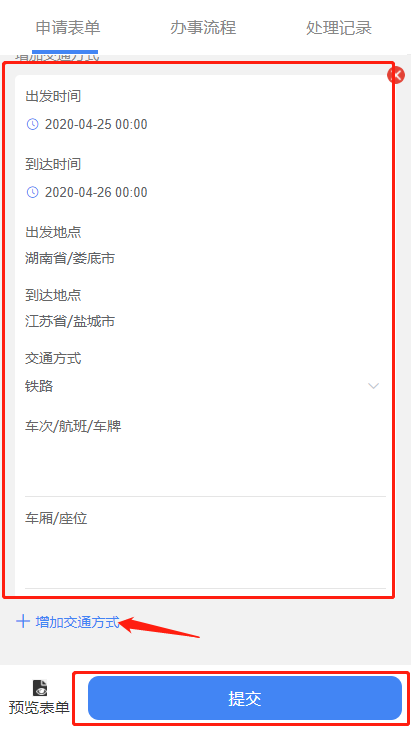 申请表单 办事流程 处理记录
增加交通方式
出发时间
2020-04-25 00:00
到达时间
2020-04-26 00:00
出发地点
湖南省/娄底市
到达地点
江苏省/盐城市
交通方式
铁路
车次/航班/车牌
车厢/座位
增加交通方式
预览表单 提交